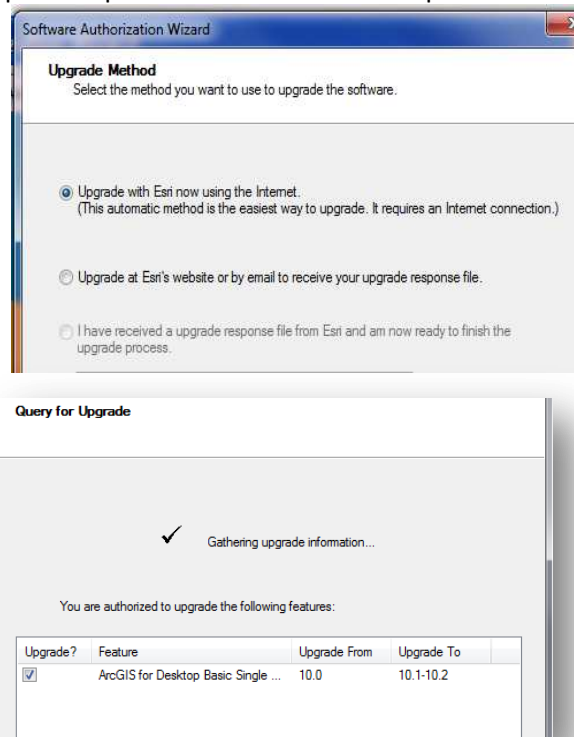 Software Authorization Wizard
Upgrade Method
Select the method you want to use to upgrade the software.
Upgrade with Esri now using the Internet.
(This automatic method is the easiest way to upgrade. It requires an Internet connection.)
Upgrade at Esri's website or by email to receive your upgrade response file.
I have received a upgrade response file from Esri and am now ready to finish the
upgrade process.
Query for Upgrade
Gathering upgrade information...
You are authorized to upgrade the following features:
Upgrade? Feature Upgrade From Upgrade To
ArcGIS for Desktop Basic Single ... 10.0 10.1-10.2